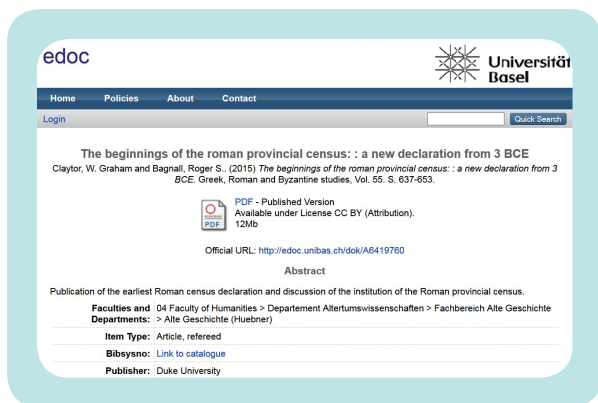 edoc
Universität
Basel
Home Policies About Contact
Login
Quick Search
The beginnings of the roman provincial census: : a new declaration from 3 BCE
Claytor, W. Graham and Bagnall, Roger S.. (2015) The beginnings of the roman provincial census: : a new declaration from 3
BCE. Greek, Roman and Byzantine studies, Vol. 55. S. 637-653.
PDF
PDF - Published Version
Available under License CC BY (Attribution).
12Mb
Official URL: http://edoc.unibas.ch/dok/A6419760
Abstract
Publication of the earliest Roman census declaration and discussion of the institution of the Roman provincial census.
Faculties and 04 Faculty of Humanities > Departement Altertumswissenschaften > Fachbereich Alte Geschichte
Departments: > Alte Geschichte (Huebner)
Item Type: Article, refereed
Bibsysno: Link to catalogue
Publisher: Duke University